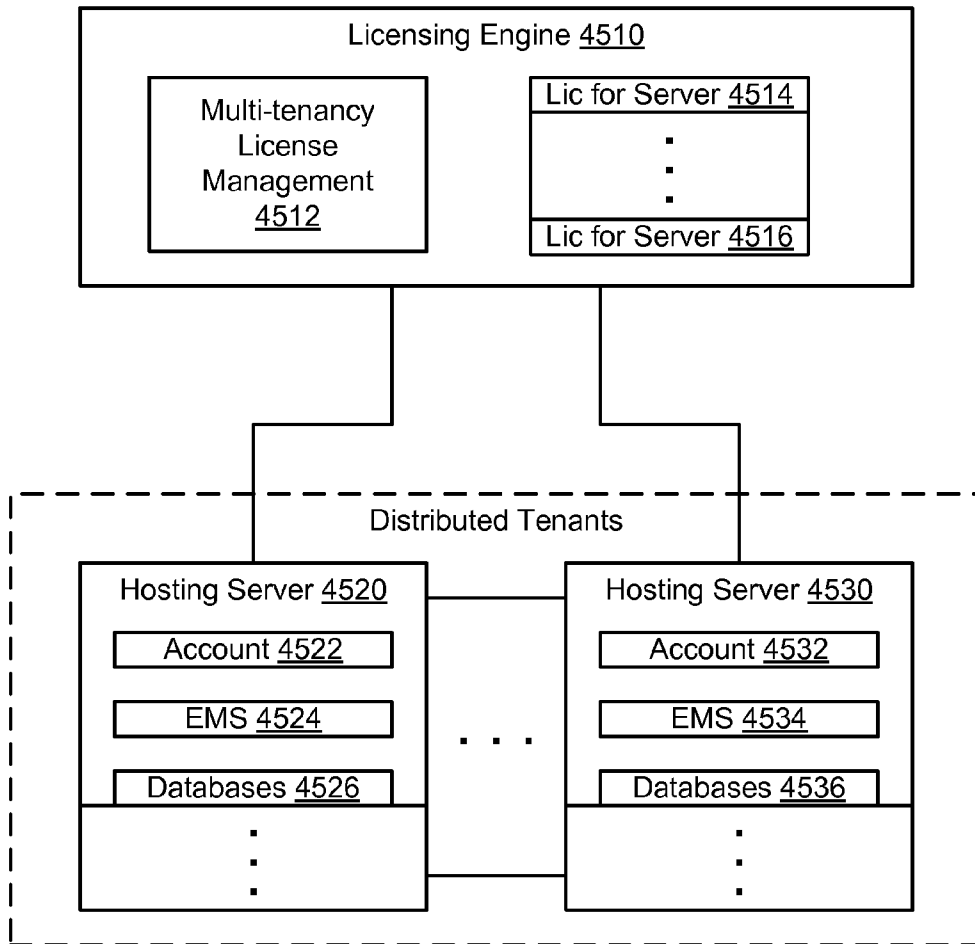 Licensing Engine 4510
Multi-tenancy
License
Management
4512
Lic for Server 4514
Lic for Server 4516
Distributed Tenants
Hosting Server 4520
Account 4522
EMS 4524
Databases 4526
Hosting Server 4530
Account 4532
EMS 4534
Databases 4536